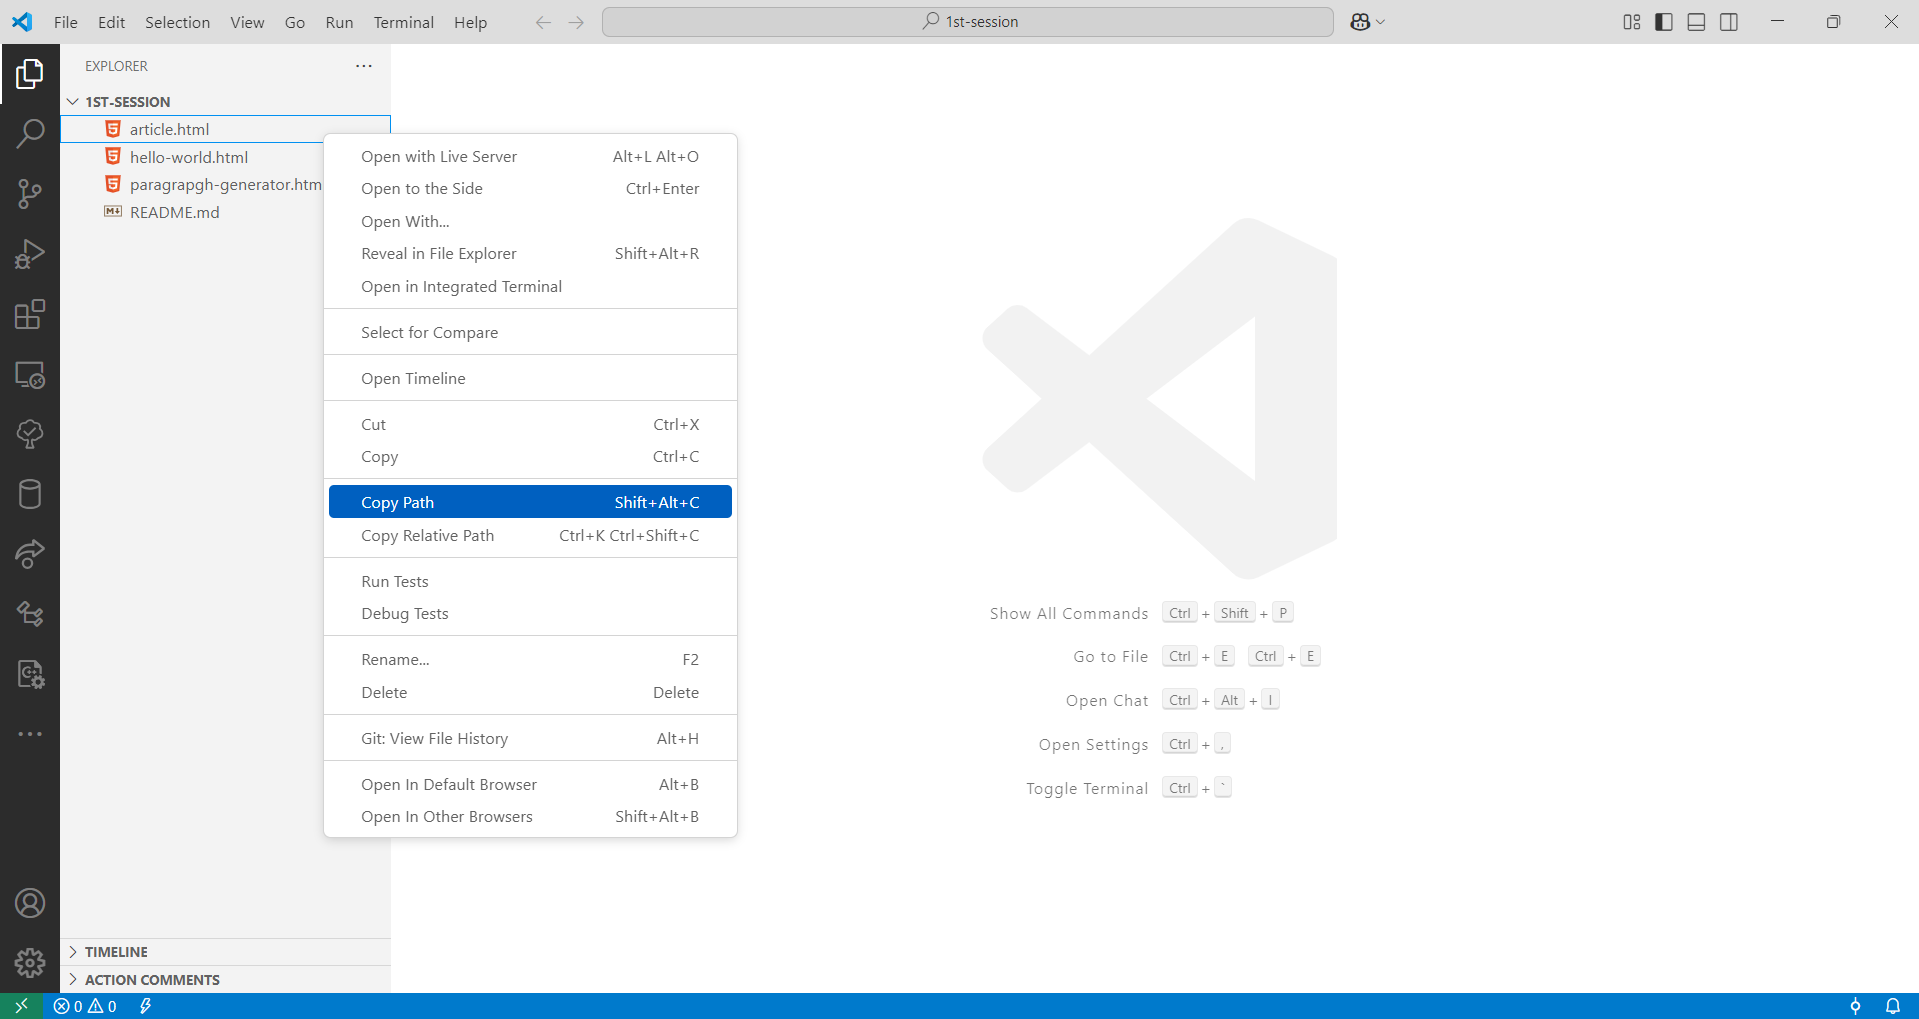 File Edit Selection View Go Run Terminal Help 1st-session
EXPLORER
1ST-SESSION
article.html
hello-world.html
paragrapgh-generator.htm
README.md
Open with Live Server Alt+L Alt+O
Open to the Side Ctrl+Enter
Open With...
Reveal in File Explorer Shift+Alt+R
Open in Integrated Terminal
Select for Compare
Open Timeline
Cut Ctrl+X
Copy Ctrl+C
Copy Path Shift+Alt+C
Copy Relative Path Ctrl+K Ctrl+Shift+C
Run Tests
Debug Tests
Rename... F2
Delete Delete
Git: View File History Alt+H
Open In Default Browser Alt+B
Open In Other Browsers Shift+Alt+B
Show All Commands Ctrl + Shift + P
Go to File Ctrl + E Ctrl + E
Open Chat Ctrl + Alt + I
Open Settings Ctrl + ,
Toggle Terminal Ctrl + `
TIMELINE
ACTION COMMENTS
0 0